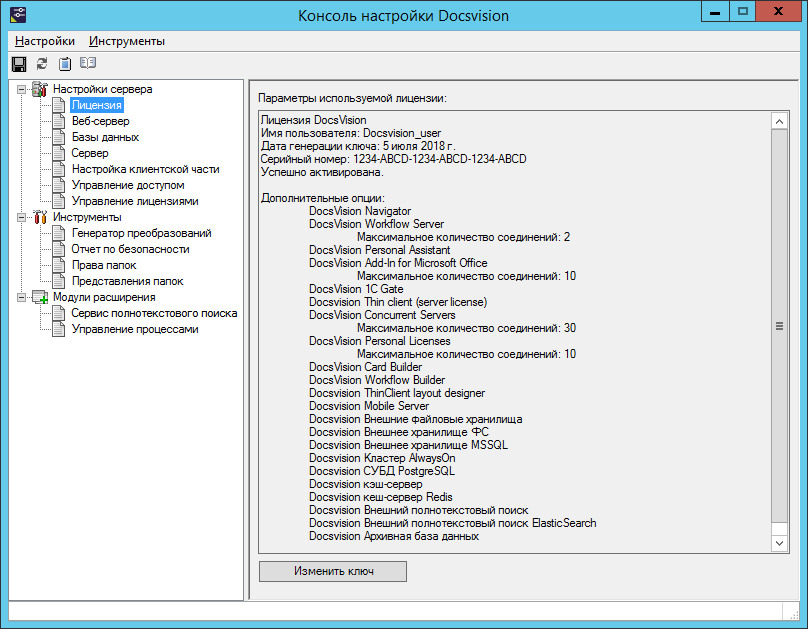 Консоль настройки Docsvision
Настройки Инструменты
Настройки сервера
Лицензия
Веб-сервер
Базы данных
Сервер
Настройка клиентской части
Управление доступом
Управление лицензиями
Инструменты
Генератор преобразований
Отчет по безопасности
Права папок
Представления папок
Модули расширения
Сервис полнотекстового поиска
Управление процессами
Параметры используемой лицензии:
Лицензия DocsVision
Имя пользователя: Docsvision_user
Дата генерации ключа: 5 июля 2018 г.
Серийный номер: 1234-ABCD-1234-ABCD-1234-ABCD
Успешно активирована.
Дополнительные опции:
DocsVision Navigator
DocsVision Workflow Server
Максимальное количество соединений: 2
DocsVision Personal Assistant
DocsVision Add-In for Microsoft Office
Максимальное количество соединений: 10
DocsVision 1C Gate
Docsvision Thin client (server license)
DocsVision Concurrent Servers
Максимальное количество соединений: 30
DocsVision Personal Licenses
Максимальное количество соединений: 10
DocsVision Card Builder
DocsVision Workflow Builder
DocsVision ThinClient layout designer
Docsvision Mobile Server
Docsvision Внешние файловые хранилища
Docsvision Внешнее хранилище ФС
Docsvision Внешнее хранилище MSSQL
Docsvision Кластер AlwaysOn
Docsvision СУБД PostgreSQL
Docsvision кэш-сервер
Docsvision кеш-сервер Redis
Docsvision Внешний полнотекстовый поиск
Docsvision Внешний полнотекстовый поиск ElasticSearch
Docsvision Архивная база данных
Изменить ключ